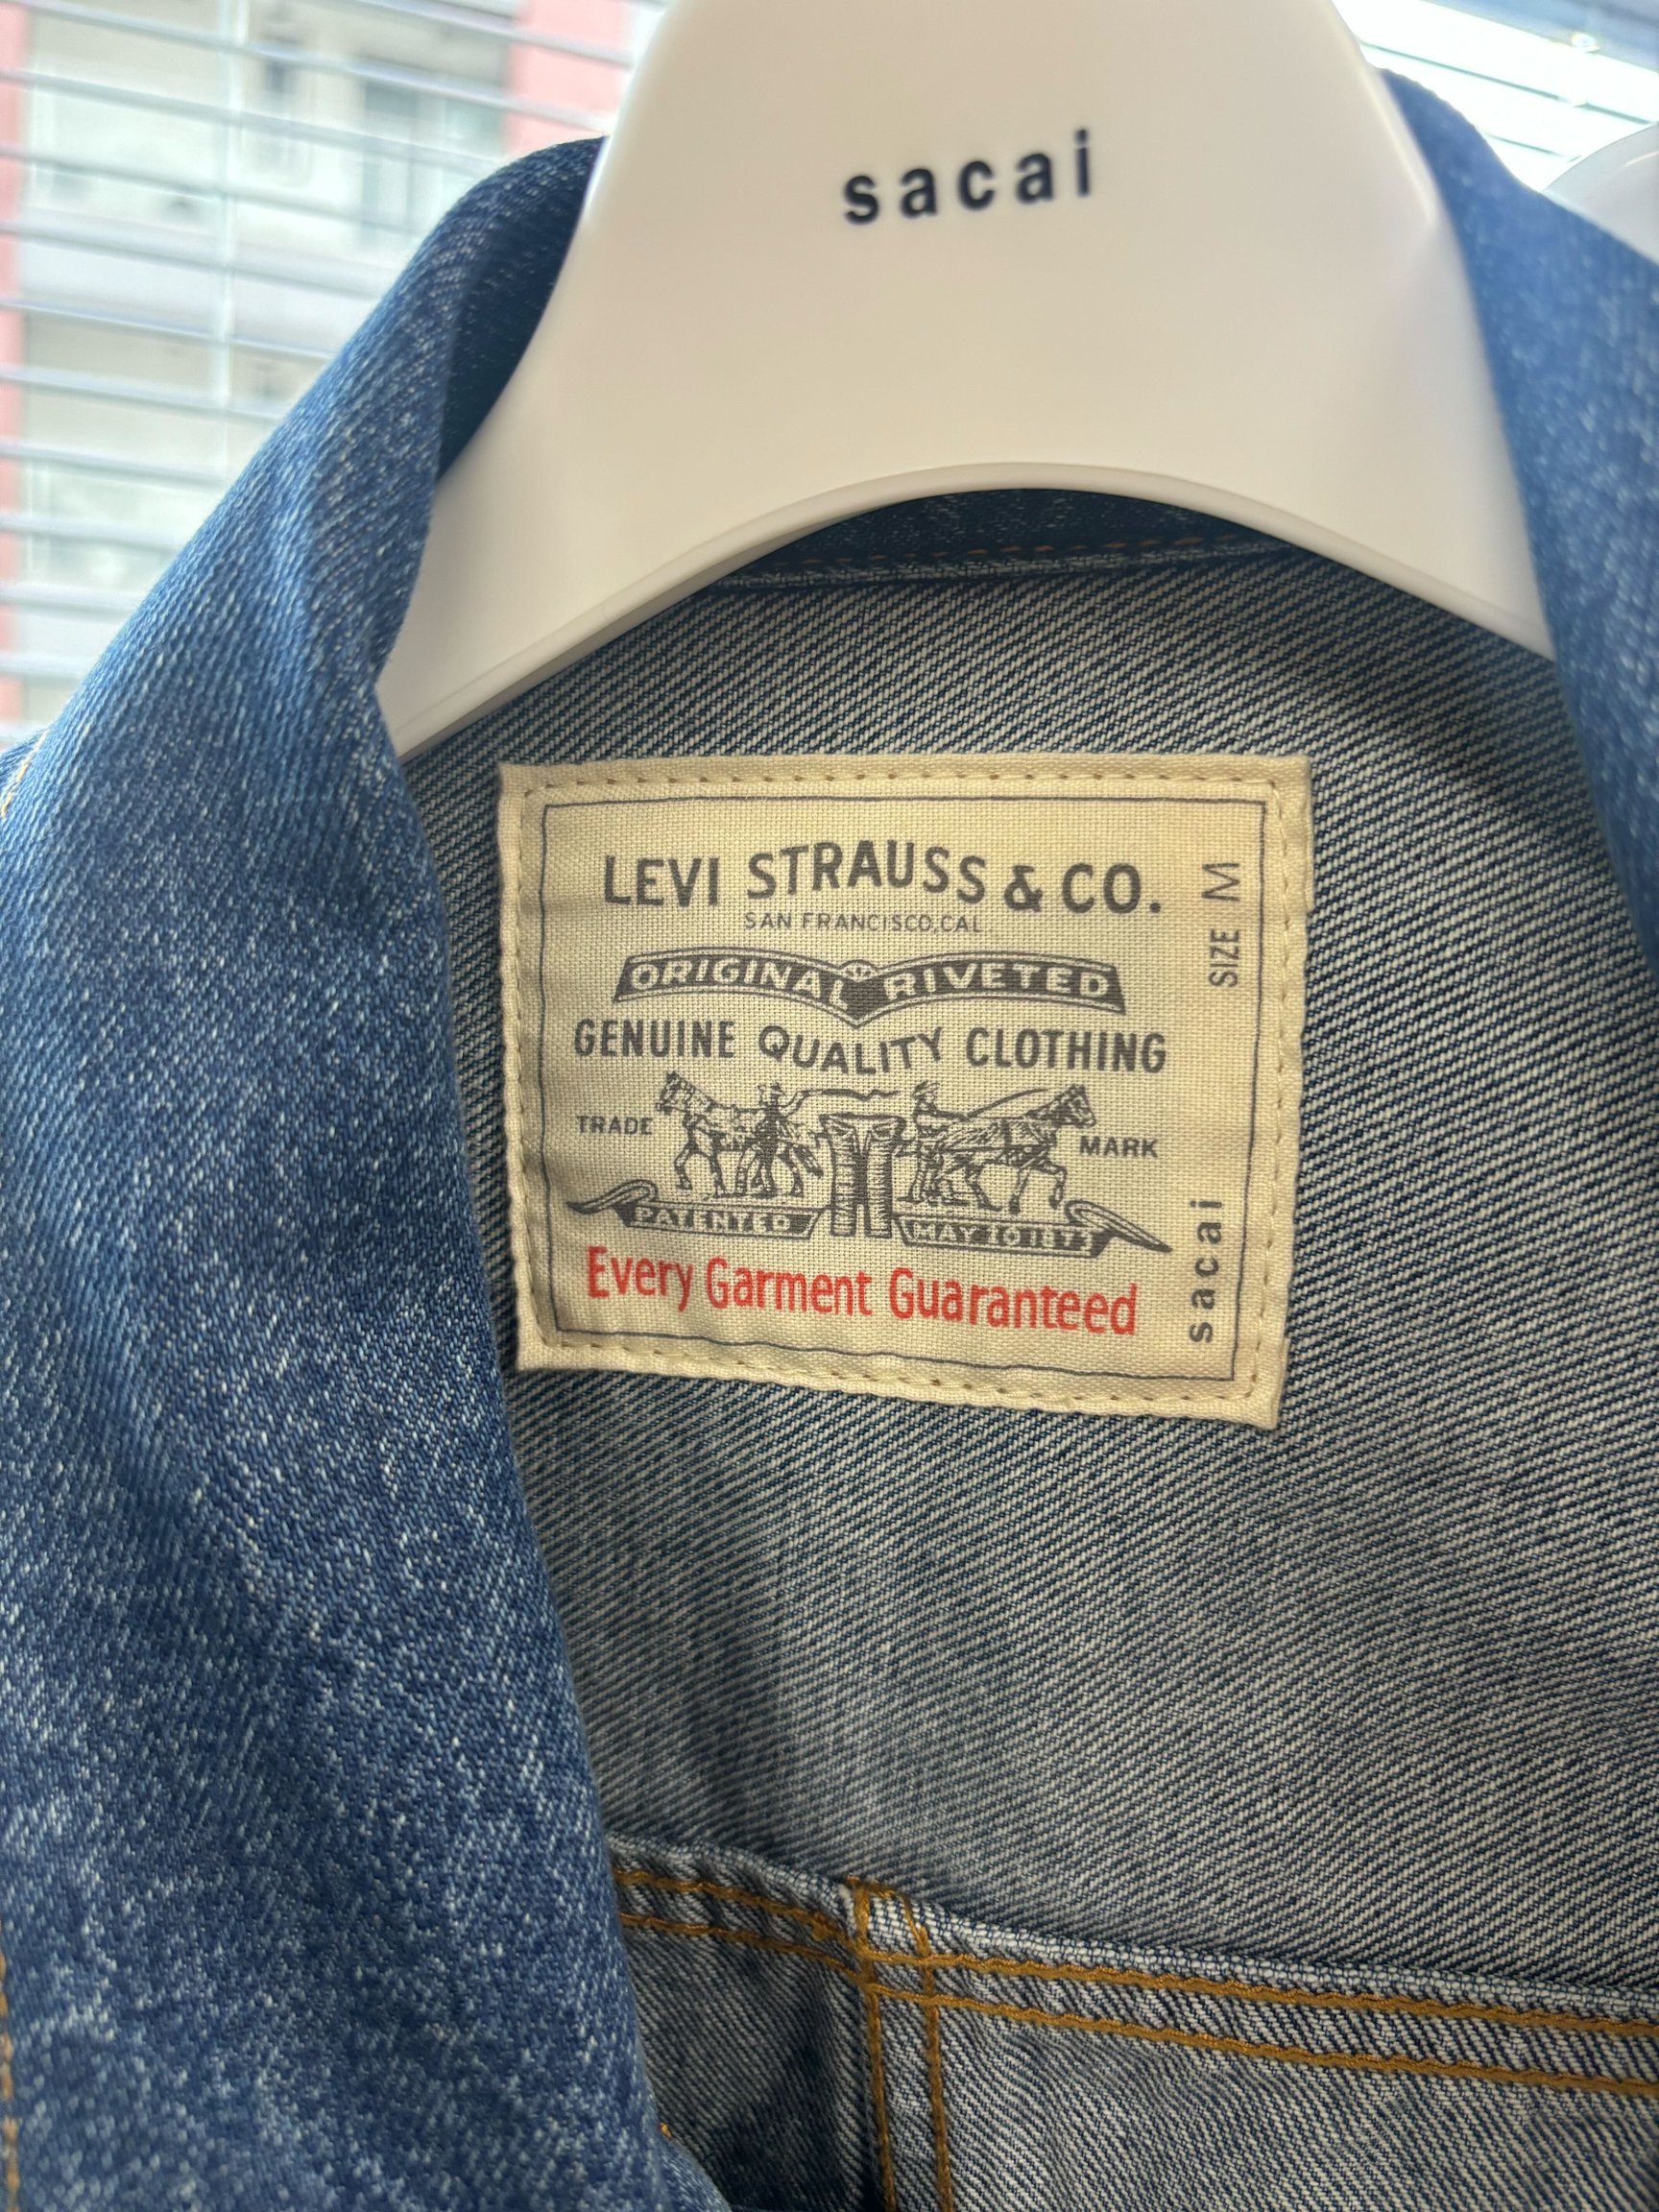 sacai
LEVI STRAUSS & CO.
SAN FRANCISCO, CAL.
ORIGINAL RIVETED
GENUINE QUALITY CLOTHING
TRADE MARK
PATENTED MAY 20 1873
Every Garment Guaranteed
SIZE M
sacai